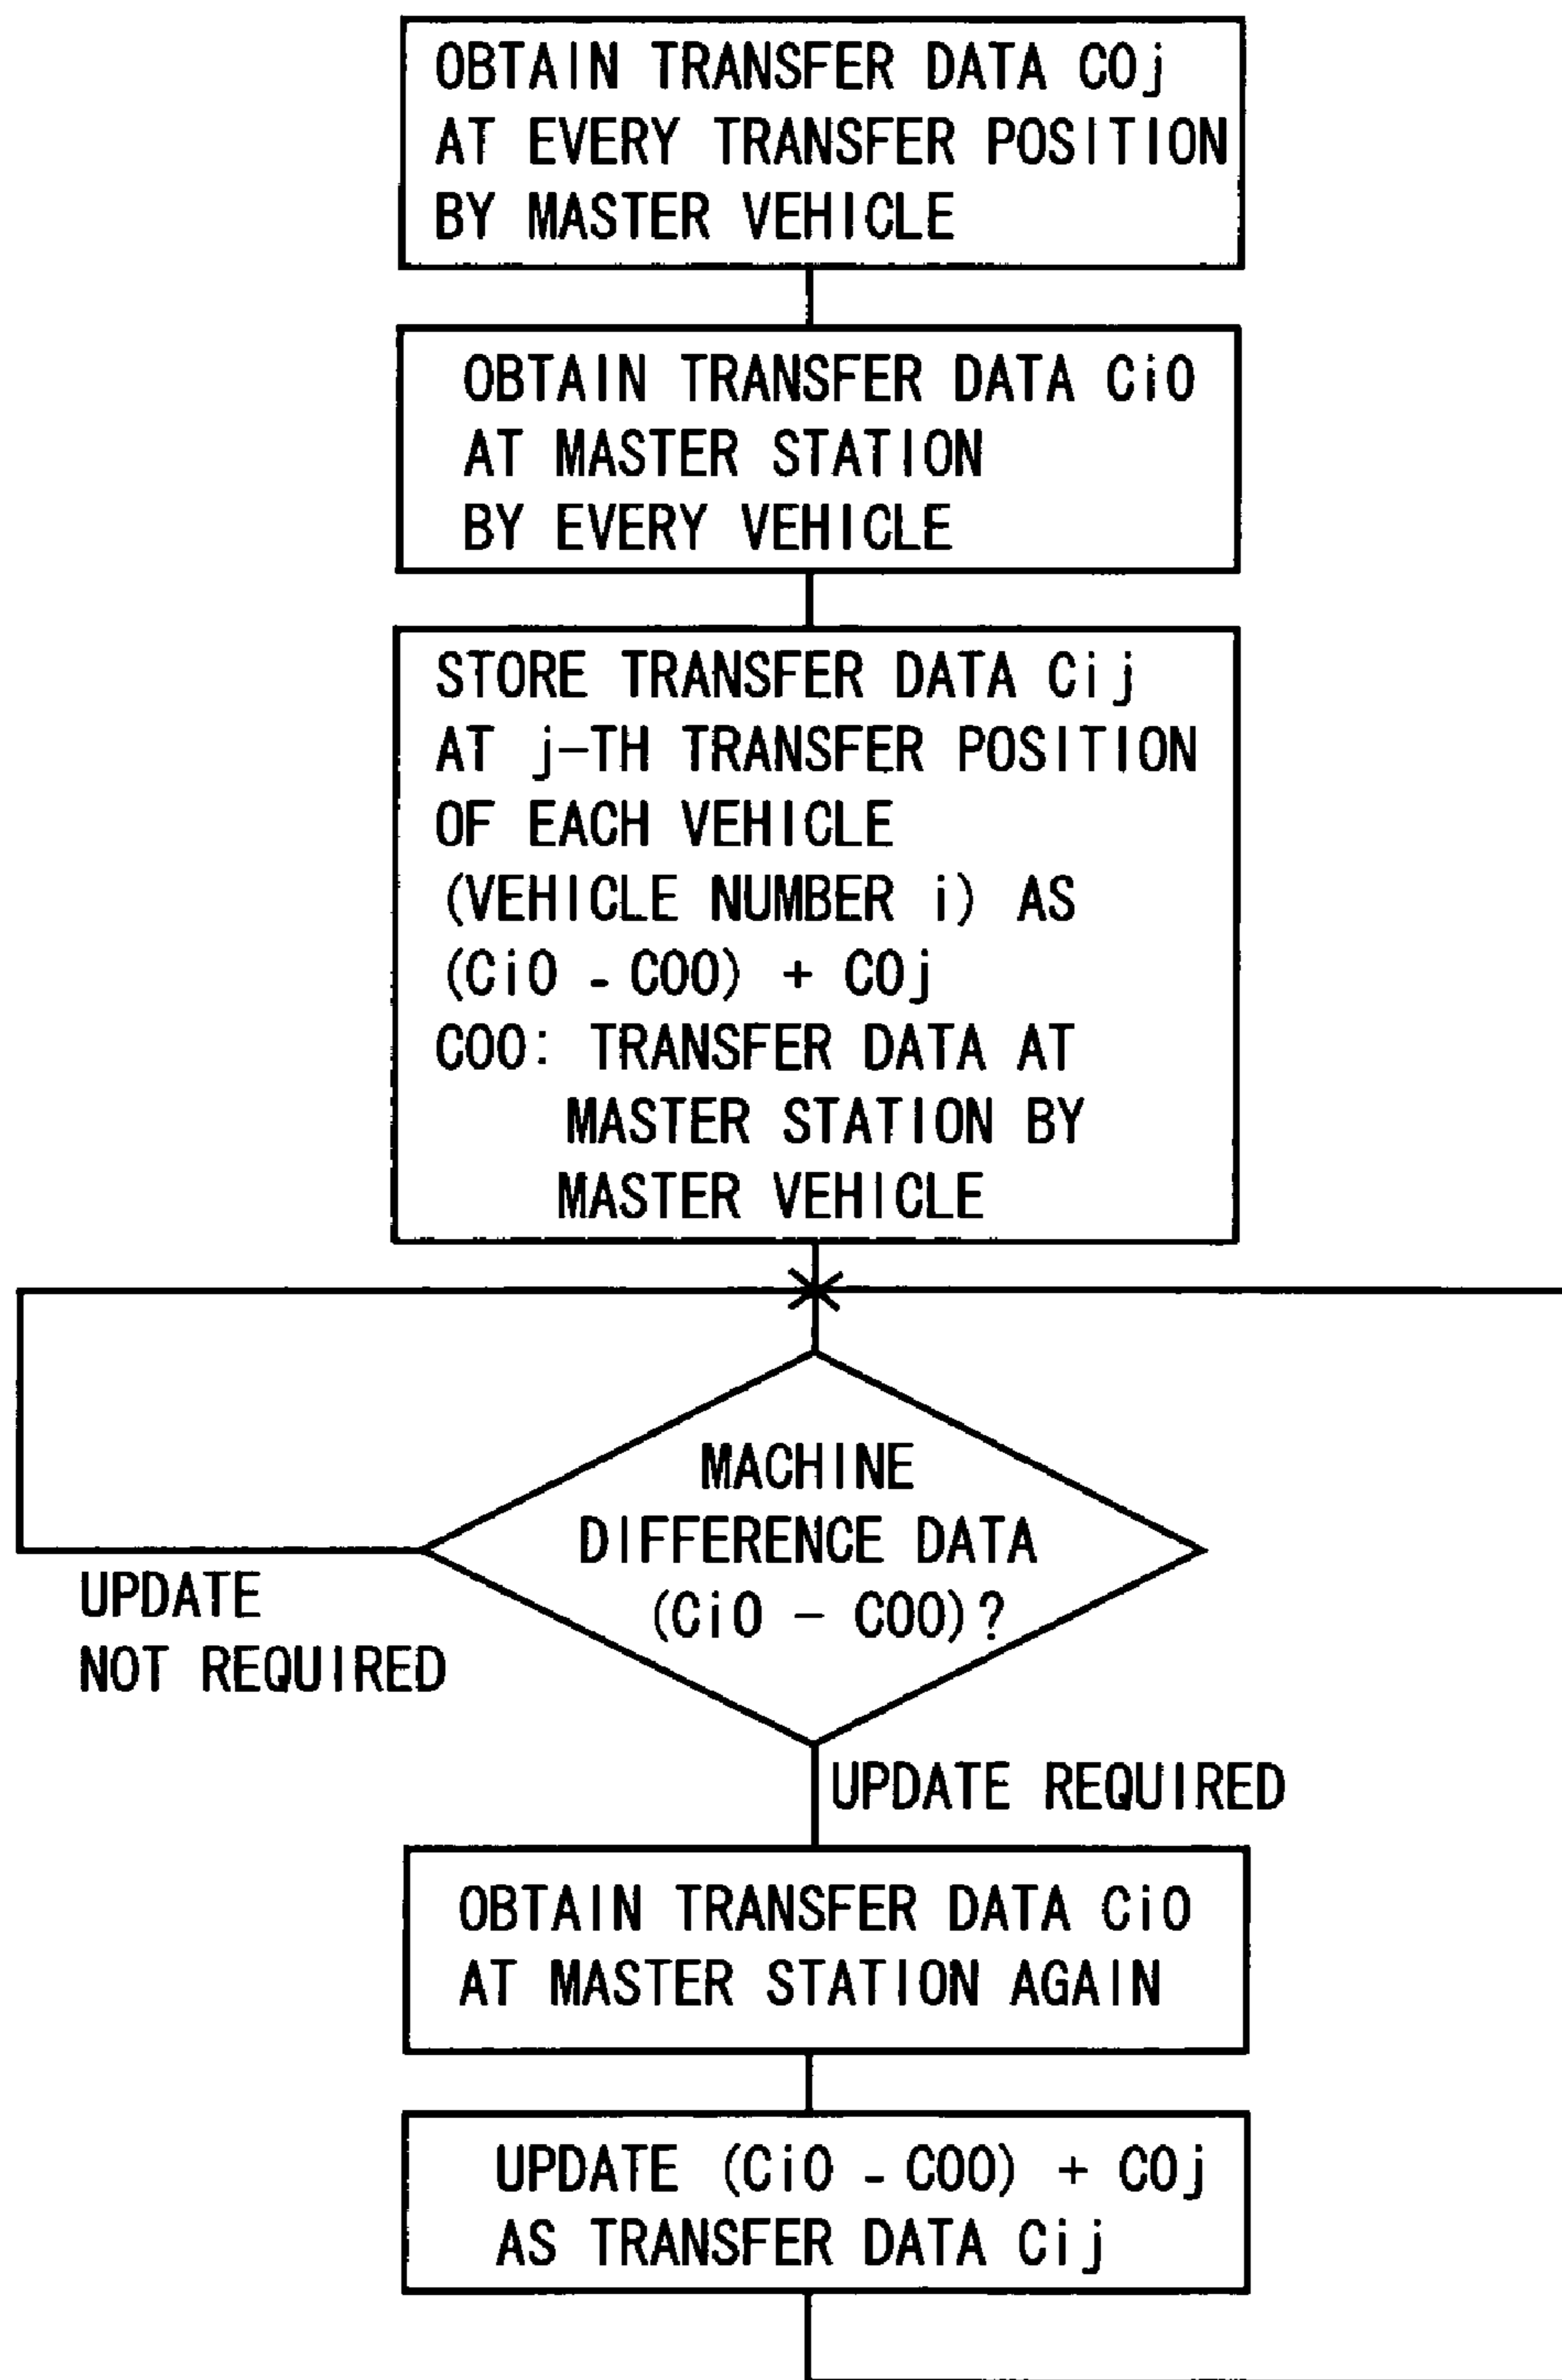 OBTAIN TRANSFER DATA C0j
AT EVERY TRANSFER POSITION
BY MASTER VEHICLE
OBTAIN TRANSFER DATA Ci0
AT MASTER STATION
BY EVERY VEHICLE
STORE TRANSFER DATA Cij
AT j-TH TRANSFER POSITION
OF EACH VEHICLE
(VEHICLE NUMBER i) AS
(Ci0 - C00) + C0j
C00: TRANSFER DATA AT
MASTER STATION BY
MASTER VEHICLE
MACHINE
DIFFERENCE DATA
(Ci0 - C00)?
UPDATE
NOT REQUIRED
UPDATE REQUIRED
OBTAIN TRANSFER DATA Ci0
AT MASTER STATION AGAIN
UPDATE (Ci0 - C00) + C0j
AS TRANSFER DATA Cij